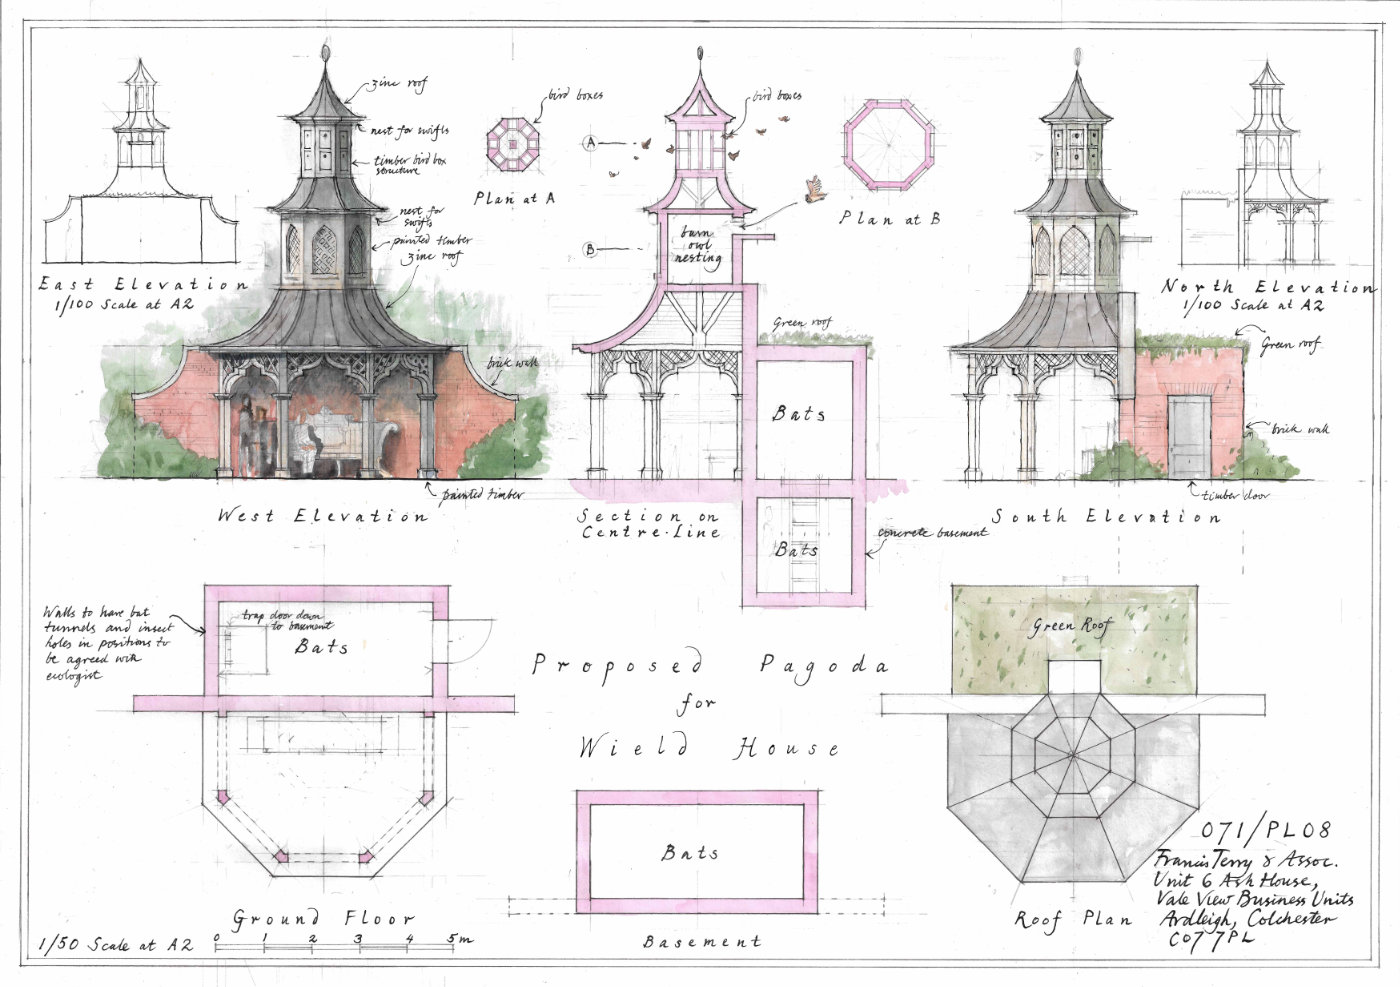 zinc roof
nest for swifts
timber bird box
structure
nest for
swifts
painted timber
zinc roof
brick wall
painted timber
East Elevation
1/100 Scale at A2
West Elevation
bird boxes
Plan at A
A
B
bird boxes
barn
owl
nesting
Green roof
Bats
Bats
concrete basement
Section on
Centre-Line
Plan at B
South Elevation
North Elevation
1/100 Scale at A2
Green roof
brick wall
timber door
Walls to have bat
tunnels and insect
holes in positions to
be agreed with
ecologist
trap door down
to basement
Bats
Ground Floor
1/50 Scale at A2
0 1 2 3 4 5m
Proposed Pagoda
for
Wield House
Bats
Basement
Green Roof
Roof Plan
071/PL08
Francis Terry & Assoc.
Unit 6 Ash House,
Vale View Business Units
Ardleigh, Colchester
CO7 7PL